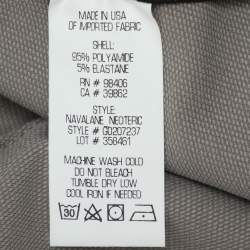 MADE IN USA
OF IMPORTED FABRIC
SHELL:
95% POLYAMIDE
5% ELASTANE
RN # 98406
CA # 39862
STYLE:
NAVALANE, NEOTERIC
STYLE # G0207237
LOT # 358461
MACHINE WASH COLD
DO NOT BLEACH
TUMBLE DRY LOW
COOL IRON IF NEEDED
30